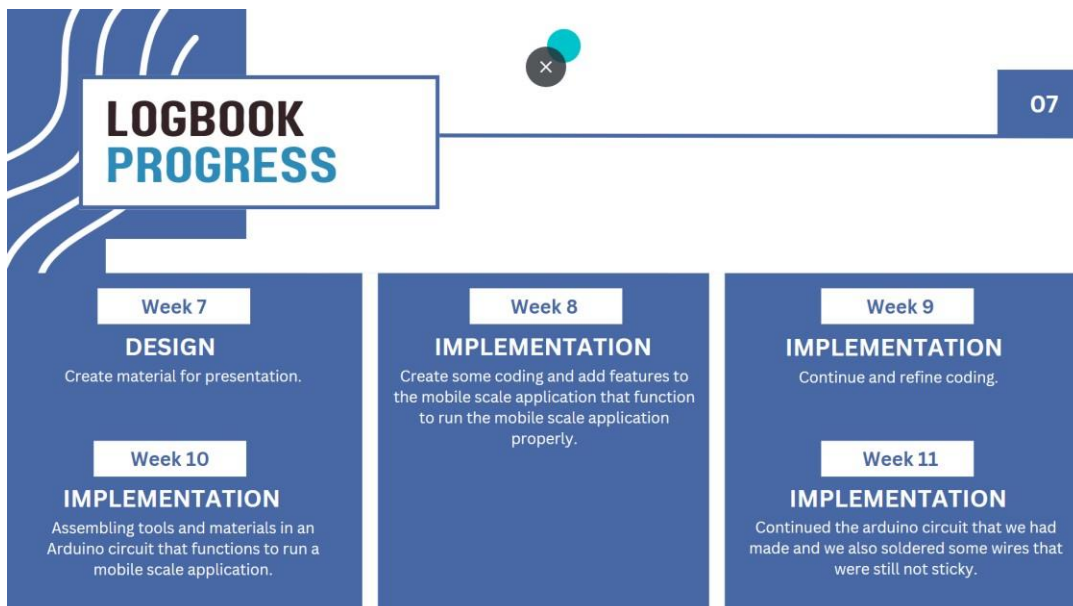 LOGBOOK
PROGRESS
07
Week 7
DESIGN
Create material for presentation.
Week 8
IMPLEMENTATION
Create some coding and add features to
the mobile scale application that function
to run the mobile scale application
properly.
Week 9
IMPLEMENTATION
Continue and refine coding.
Week 10
IMPLEMENTATION
Assembling tools and materials in an
Arduino circuit that functions to run a
mobile scale application.
Week 11
IMPLEMENTATION
Continued the arduino circuit that we had
made and we also soldered some wires that
were still not sticky.